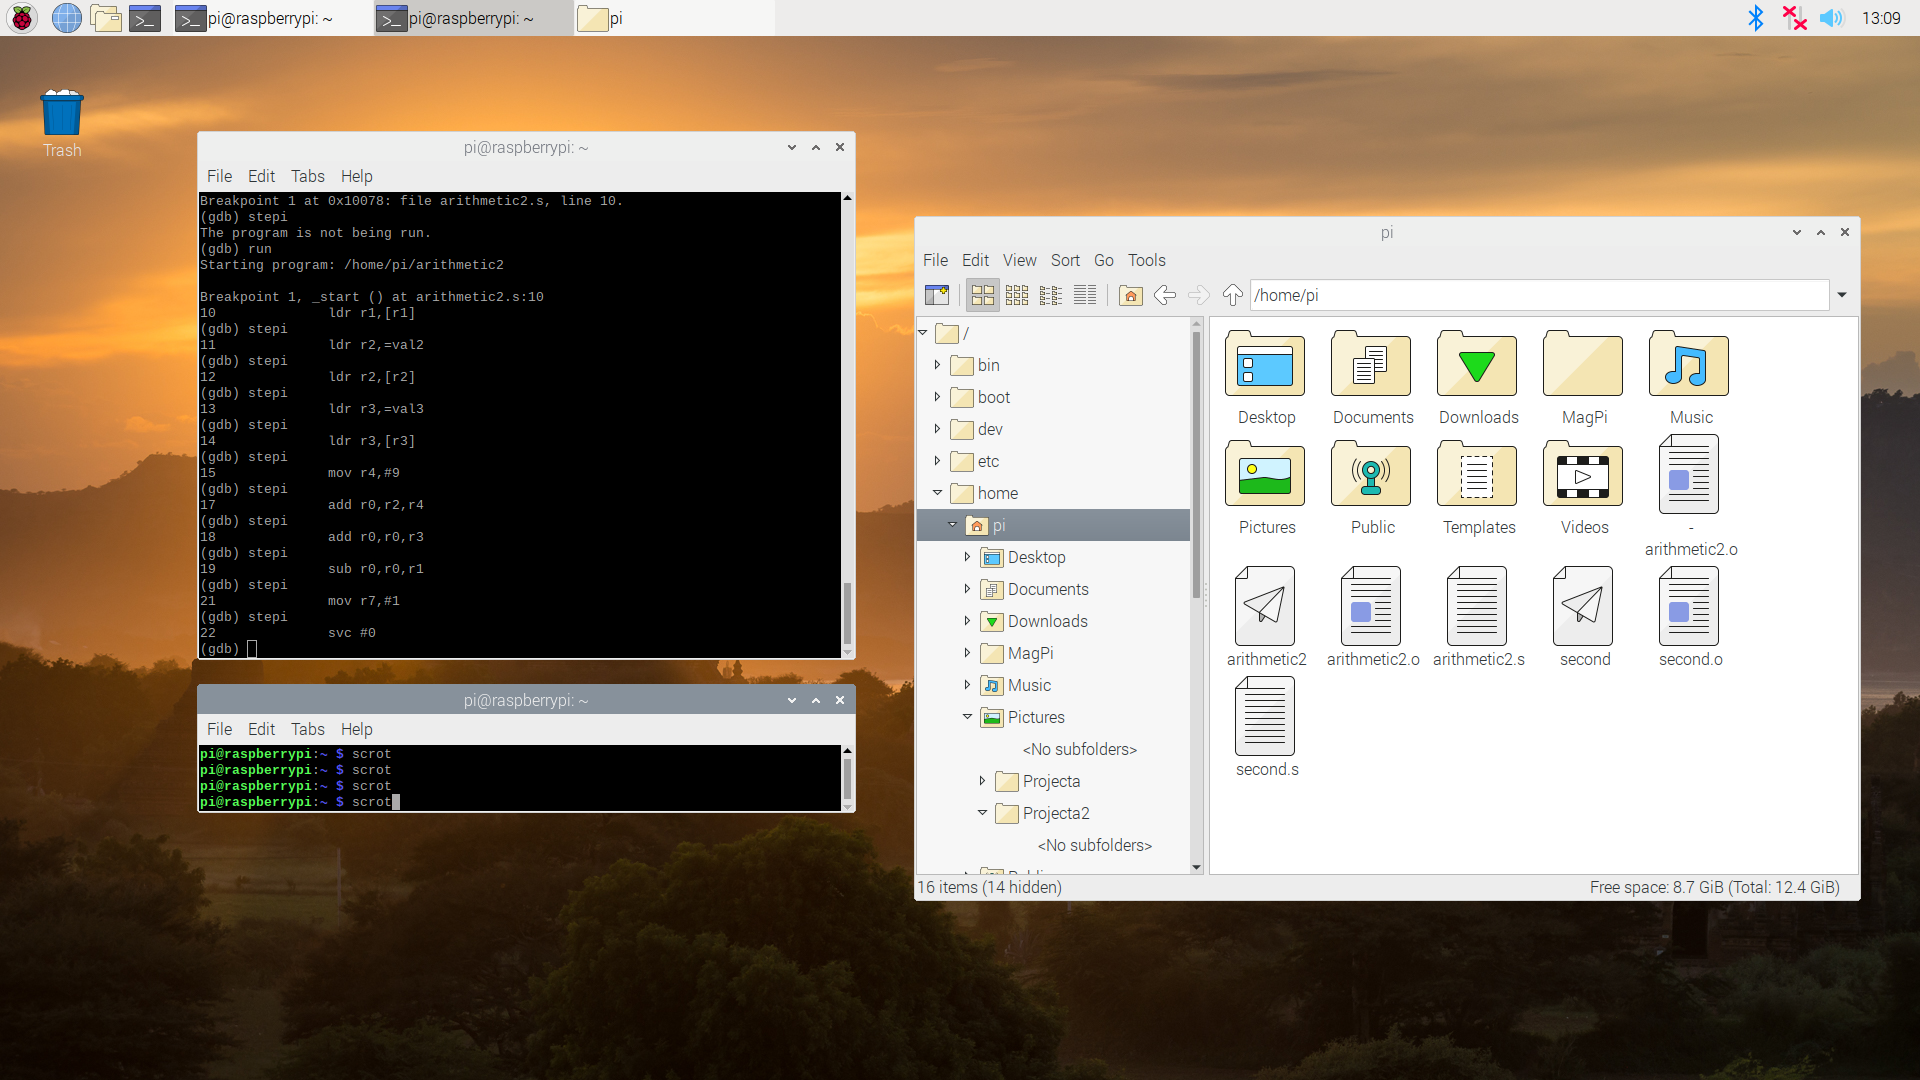 pi@raspberrypi: ~
pi@raspberrypi: ~
pi
13:09
Trash
pi@raspberrypi: ~
File Edit Tabs Help
Breakpoint 1 at 0x10078: file arithmetic2.s, line 10.
(gdb) stepi
The program is not being run.
(gdb) run
Starting program: /home/pi/arithmetic2
Breakpoint 1, _start () at arithmetic2.s:10
10 ldr r1,[r1]
(gdb) stepi
11 ldr r2,=val2
(gdb) stepi
12 ldr r2,[r2]
(gdb) stepi
13 ldr r3,=val3
(gdb) stepi
14 ldr r3,[r3]
(gdb) stepi
15 mov r4,#9
(gdb) stepi
17 add r0,r2,r4
(gdb) stepi
18 add r0,r0,r3
(gdb) stepi
19 sub r0,r0,r1
(gdb) stepi
21 mov r7,#1
(gdb) stepi
22 svc #0
(gdb)
pi@raspberrypi: ~
File Edit Tabs Help
pi@raspberrypi:~ $ scrot
pi@raspberrypi:~ $ scrot
pi@raspberrypi:~ $ scrot
pi@raspberrypi:~ $ scrot
pi
File Edit View Sort Go Tools
/home/pi
/
bin
boot
dev
etc
home
pi
Desktop
Documents
Downloads
MagPi
Music
Pictures
<No subfolders>
Projecta
Projecta2
<No subfolders>
Desktop Documents Downloads MagPi Music
Pictures Public Templates Videos -
arithmetic2.o
arithmetic2 arithmetic2.o arithmetic2.s second second.o
second.s
16 items (14 hidden)
Free space: 8.7 GiB (Total: 12.4 GiB)